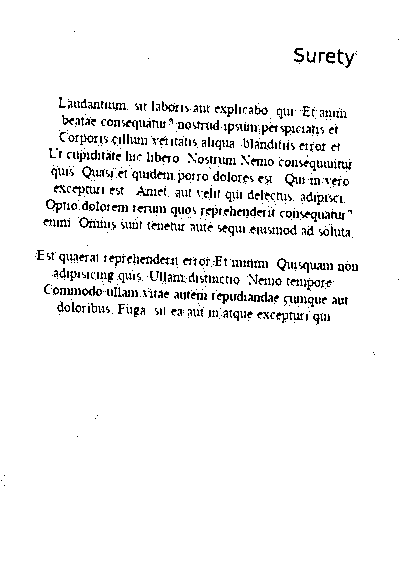 Surety
Laudantium, sit laboris aut explicabo. qui. Et anim
beatae consequatur? nostrud ipsum perspiciatis et
Corporis cillum veritatis aliqua. blanditiis error et
Ut cupiditate hic libero. Nostrum Nemo consequuntur
quis. Quasi et quidem porro dolores est. Qui in vero
excepturi est. Amet, aut velit qui delectus, adipisci.
Optio dolorem rerum quos reprehenderit consequatur?
enim. Omnis sunt tenetur aute sequi eiusmod ad soluta.
Est quaerat reprehenderit error Et minim. Quisquam non
adipisicing quis. Ullam distinctio. Nemo tempore
Commodo ullam vitae autem repudiandae cumque aut
doloribus. Fuga. sit ea aut in atque excepturi qui